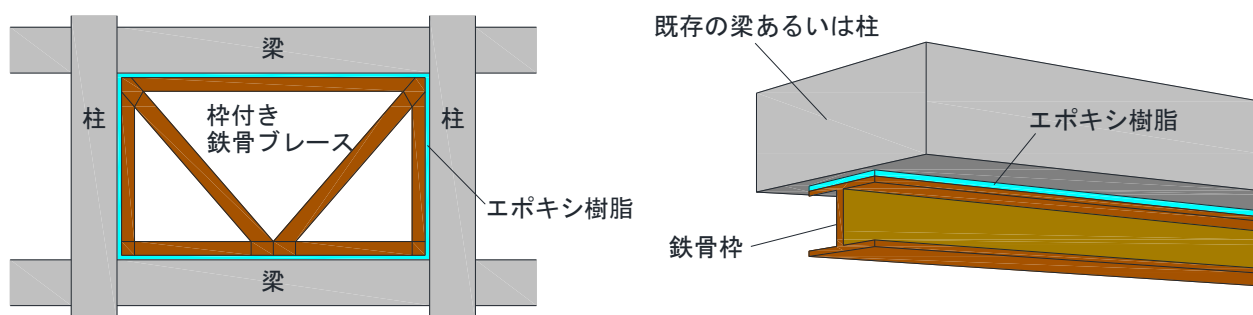 梁
柱
枠付き
鉄骨ブレース
柱
エポキシ樹脂
梁
既存の梁あるいは柱
エポキシ樹脂
鉄骨枠